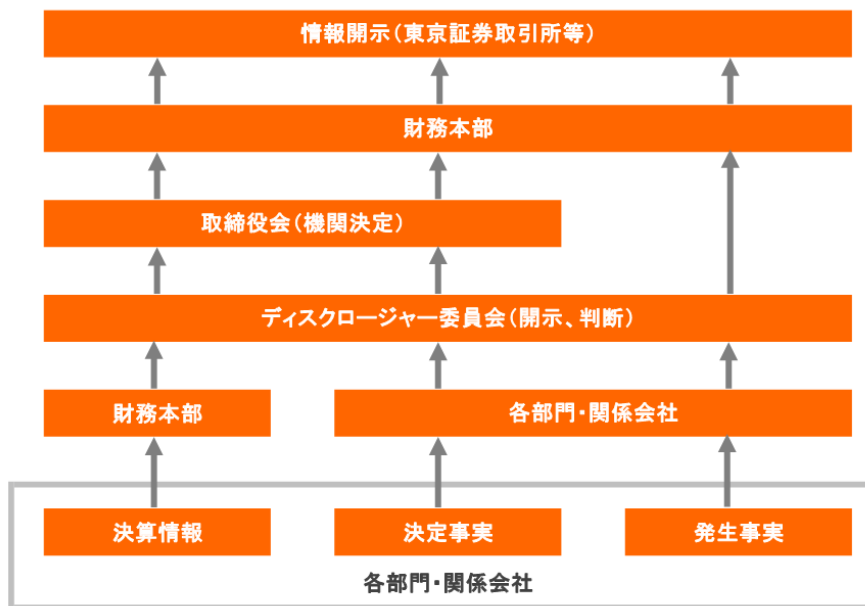 情報開示(東京証券取引所等)
財務本部
取締役会(機関決定)
ディスクロージャー委員会(開示、判断)
財務本部
各部門・関係会社
決算情報
決定事実
発生事実
各部門・関係会社